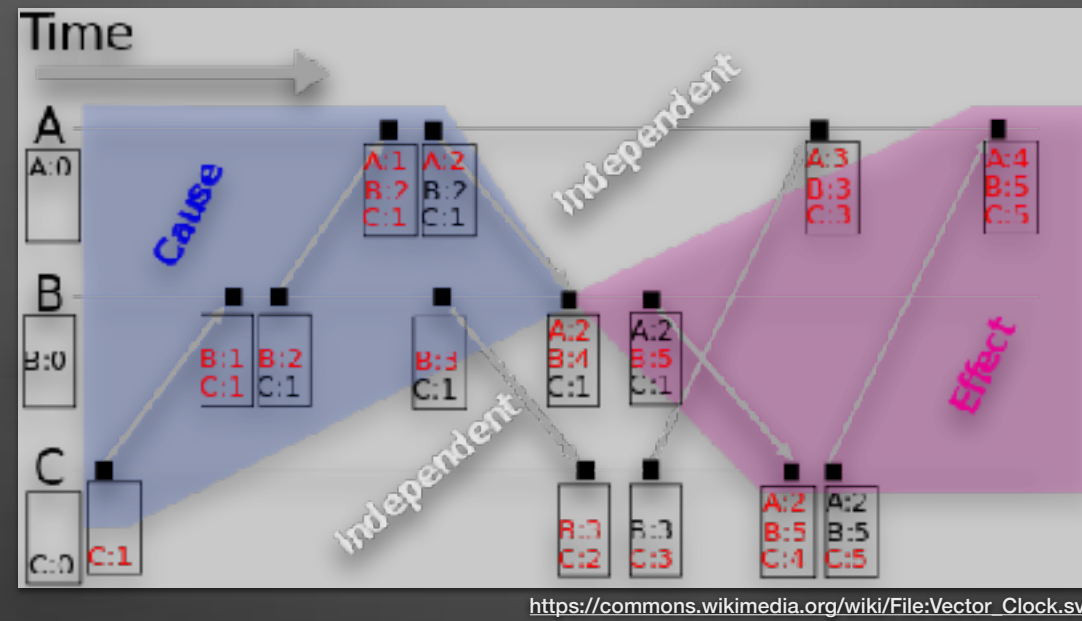 Time
Independent
A
A:0
Cause
A:1
B:2
C:1
A:2
B:2
C:1
A:3
B:3
C:3
A:4
B:5
C:5
B
B:0
B:1
C:1
B:2
C:1
B:3
C:1
A:2
B:4
C:1
A:2
B:5
C:1
Effect
Independent
C
C:0
C:1
B:3
C:2
B:3
C:3
A:2
B:5
C:4
A:2
B:5
C:5
https://commons.wikimedia.org/wiki/File:Vector_Clock.sv